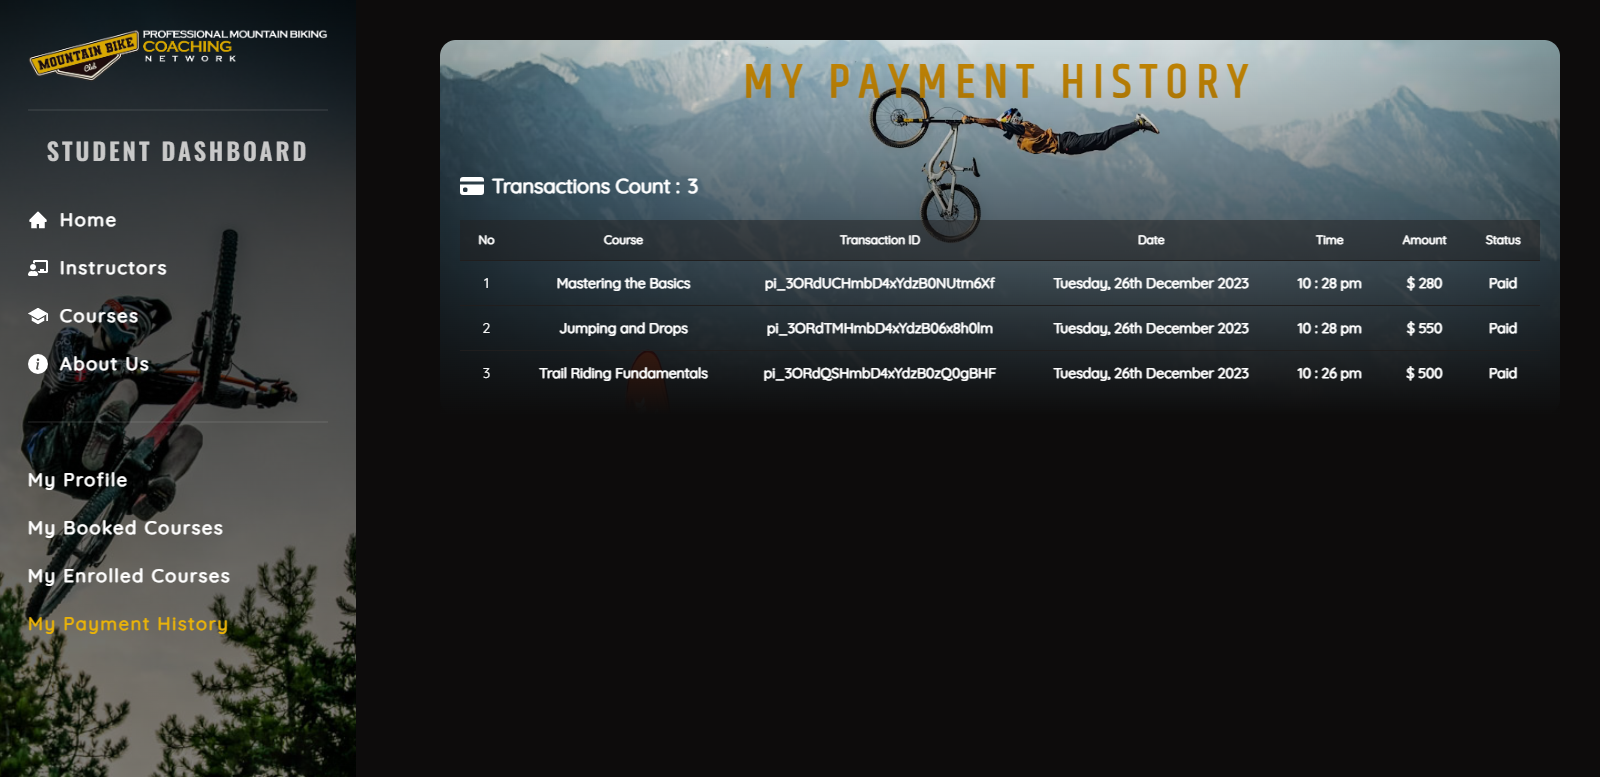 MOUNTAIN BIKE
Club
PROFESSIONAL MOUNTAIN BIKING
COACHING
NETWORK
STUDENT DASHBOARD
Home
Instructors
Courses
About Us
My Profile
My Booked Courses
My Enrolled Courses
My Payment History
MY PAYMENT HISTORY
Transactions Count : 3
No Course Transaction ID Date Time Amount Status
1 Mastering the Basics pi_3ORdUCHmbD4xYdzB0NUtm6Xf Tuesday, 26th December 2023 10 : 28 pm $ 280 Paid
2 Jumping and Drops pi_3ORdTMHmbD4xYdzB06x8h0lm Tuesday, 26th December 2023 10 : 28 pm $ 550 Paid
3 Trail Riding Fundamentals pi_3ORdQSHmbD4xYdzB0zQ0gBHF Tuesday, 26th December 2023 10 : 26 pm $ 500 Paid